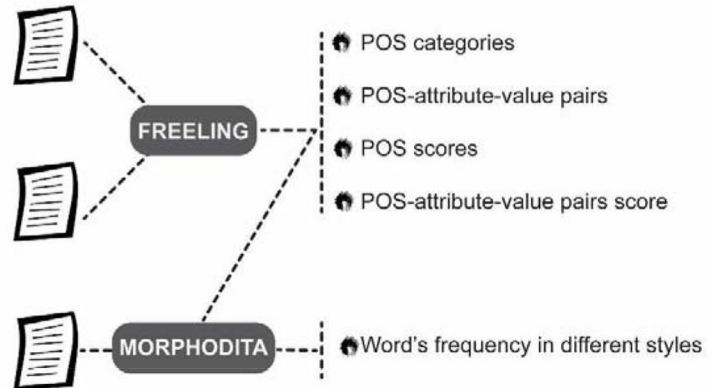 POS categories
POS-attribute-value pairs
FREELING
POS scores
POS-attribute-value pairs score
MORPHODITA
Word's frequency in different styles